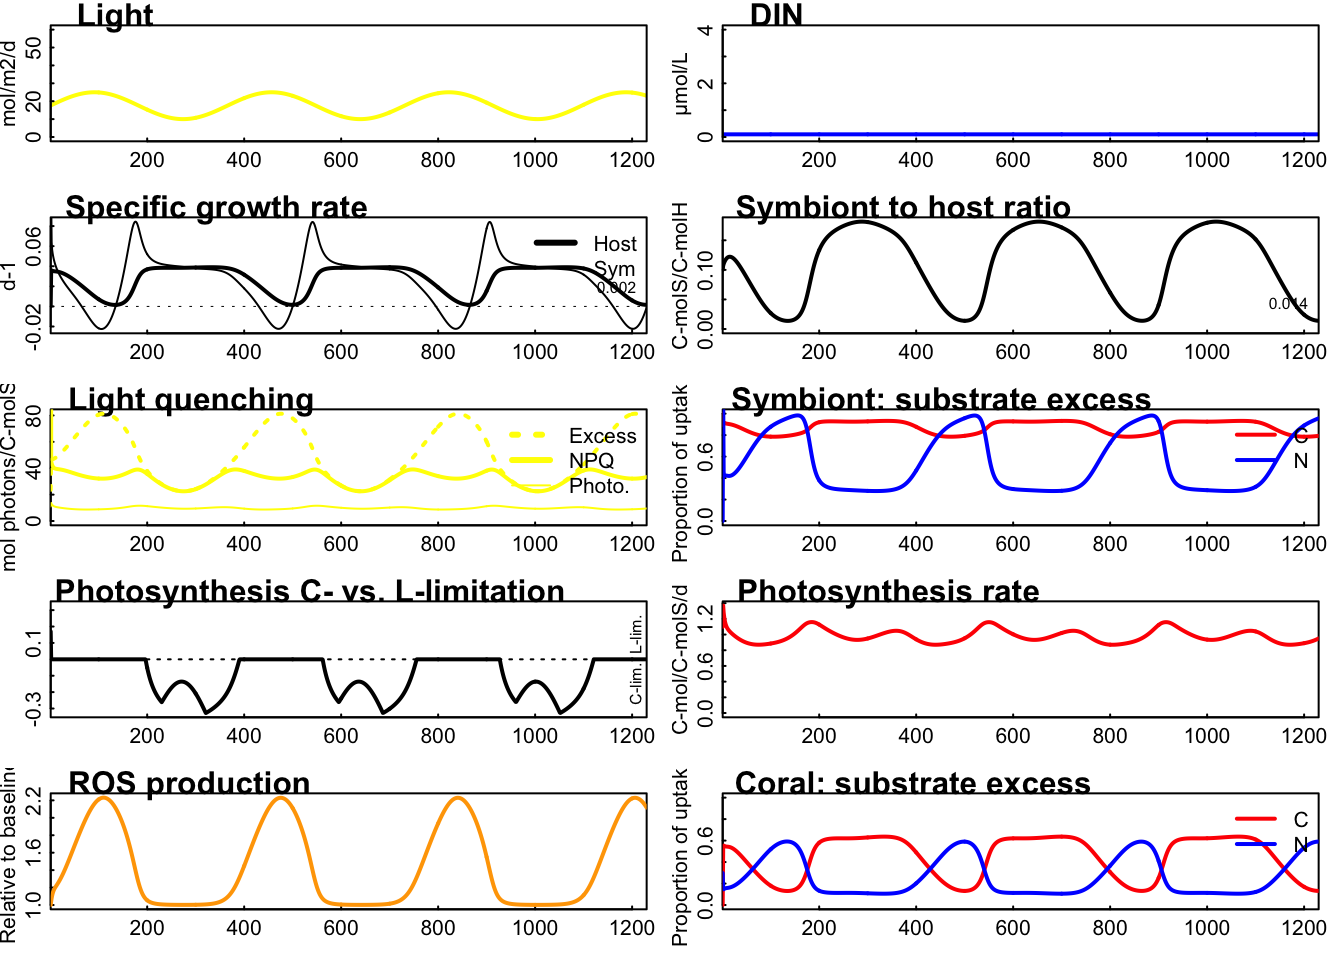 Light
mol/m2/d
0 20 50
200 400 600 800 1000 1200
DIN
µmol/L
0 2 4
200 400 600 800 1000 1200
Specific growth rate
d-1
-0.02 0.06
Host
Sym
0.002
200 400 600 800 1000 1200
Symbiont to host ratio
C-molS/C-molH
0.00 0.10
0.014
200 400 600 800 1000 1200
Light quenching
mol photons/C-molS
0 40 80
Excess
NPQ
Photo.
200 400 600 800 1000 1200
Symbiont: substrate excess
Proportion of uptak
0.0 0.6
C
N
200 400 600 800 1000 1200
Photosynthesis C- vs. L-limitation
-0.3 0.1
C-lim. L-lim.
200 400 600 800 1000 1200
Photosynthesis rate
C-mol/C-molS/d
0.0 0.6 1.2
200 400 600 800 1000 1200
ROS production
Relative to baseline
1.0 1.6 2.2
200 400 600 800 1000 1200
Coral: substrate excess
Proportion of uptak
0.0 0.6
C
N
200 400 600 800 1000 1200